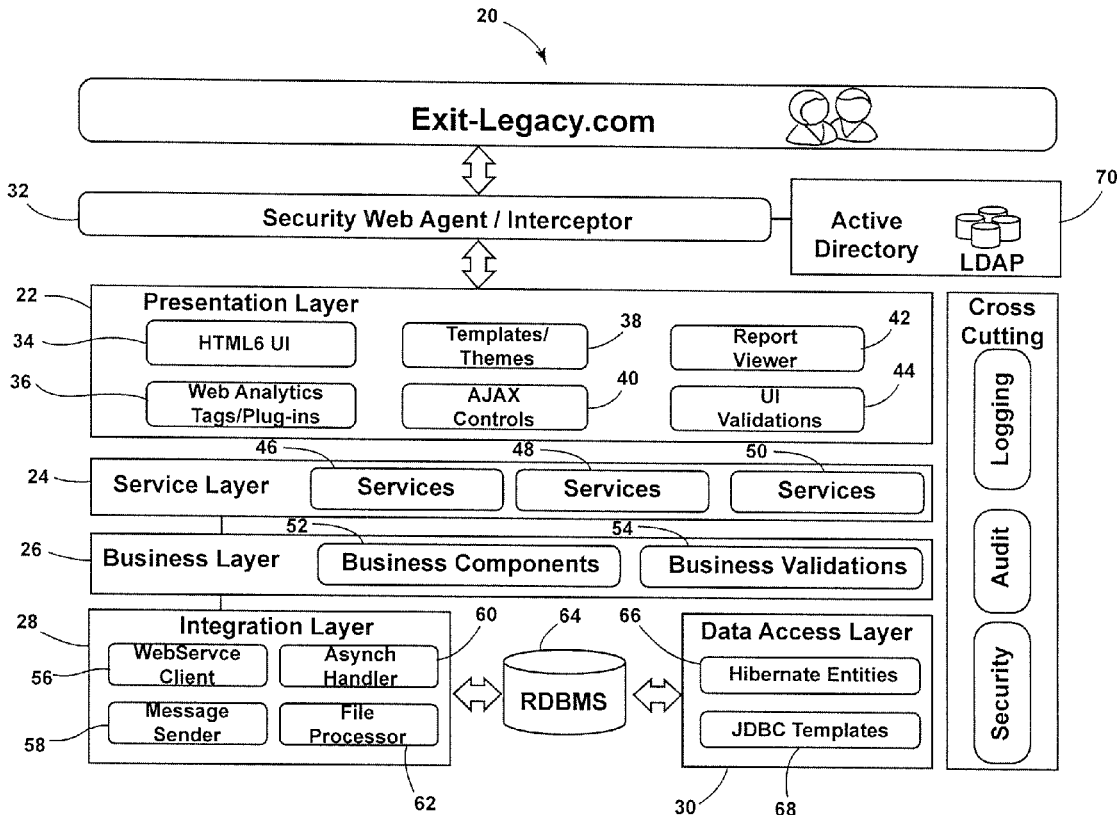 20
Exit-Legacy.com
32
Security Web Agent / Interceptor
70
Active
Directory
LDAP
22
Presentation Layer
34
HTML6 UI
Templates/
Themes
38
Report
Viewer
42
36
Web Analytics
Tags/Plug-ins
AJAX
Controls
40
UI
Validations
44
Cross
Cutting
Logging
Audit
Security
24
Service Layer
46
Services
48
Services
50
Services
26
Business Layer
52
Business Components
54
Business Validations
28
Integration Layer
56
WebServce
Client
60
Asynch
Handler
58
Message
Sender
File
Processor
62
64
RDBMS
66
Data Access Layer
Hibernate Entities
JDBC Templates
30
68